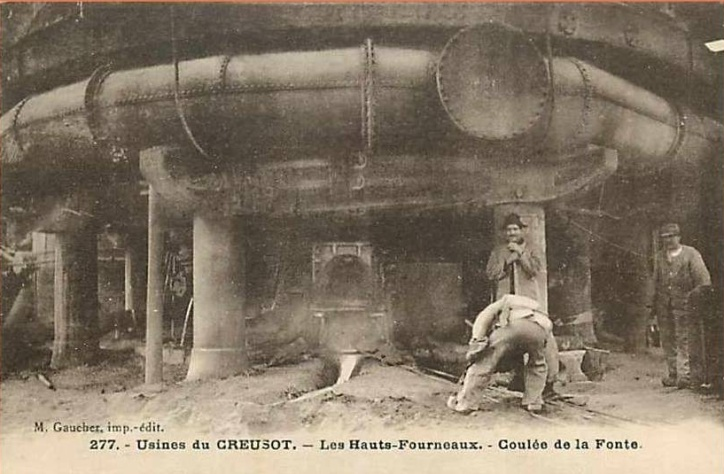 M. Gaucher, imp.-édit.
277. - Usines du CREUSOT. - Les Hauts-Fourneaux. - Coulée de la Fonte.